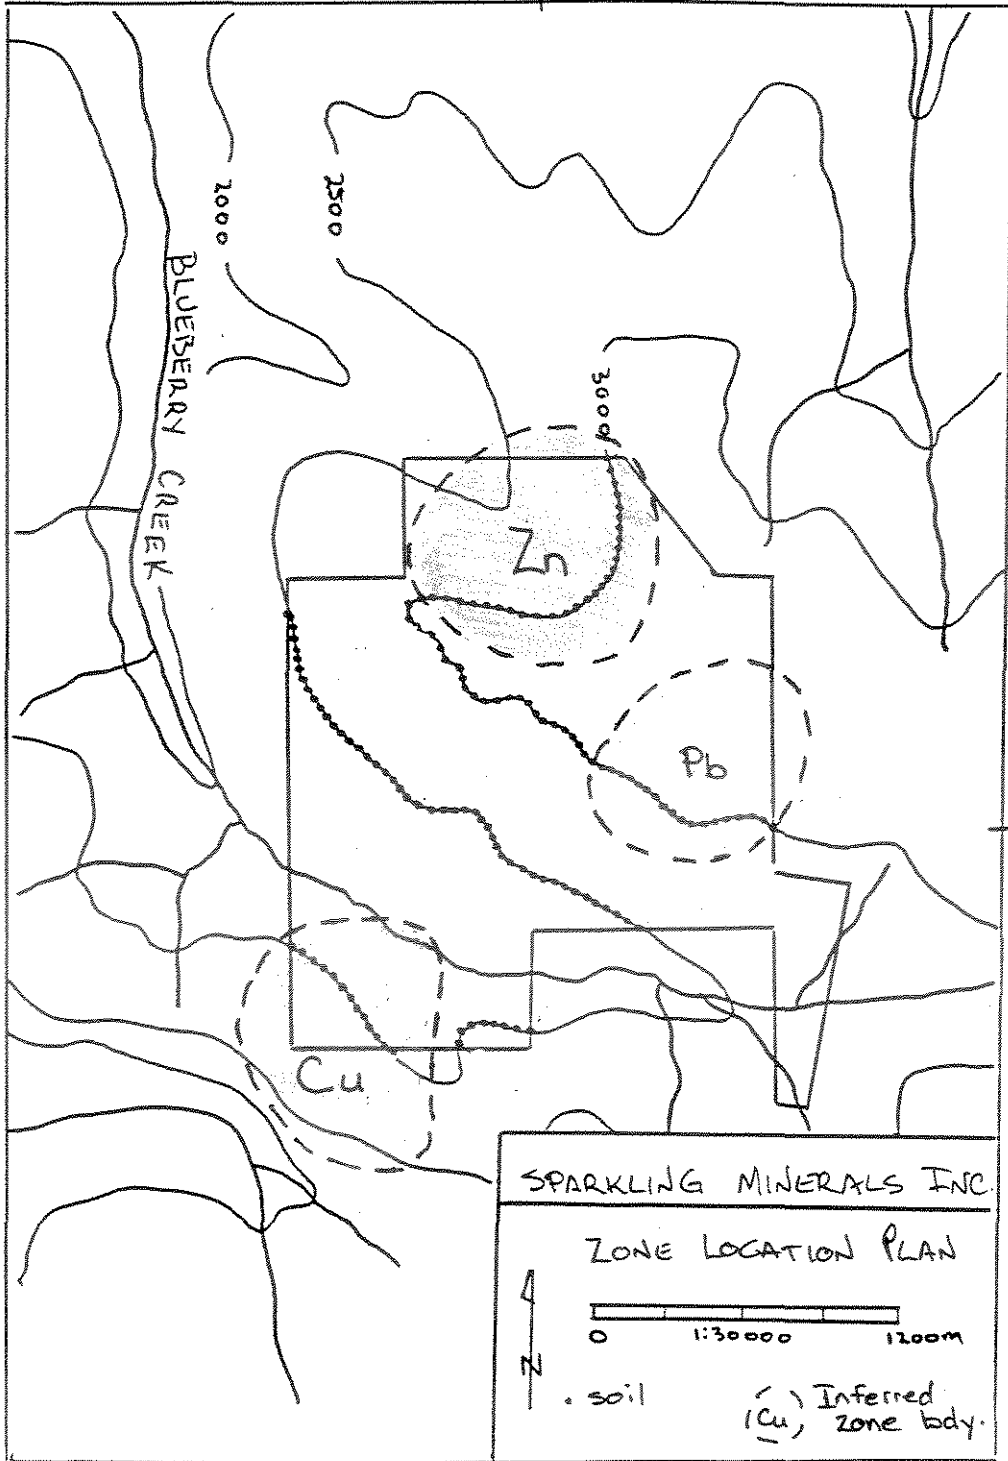 2000
2500
BLUEBERRY CREEK
3000
Zn
Pb
Cu
SPARKLING MINERALS INC.
ZONE LOCATION PLAN
0 1:30000 1200m
N
. soil
Cu Inferred
zone bdy.